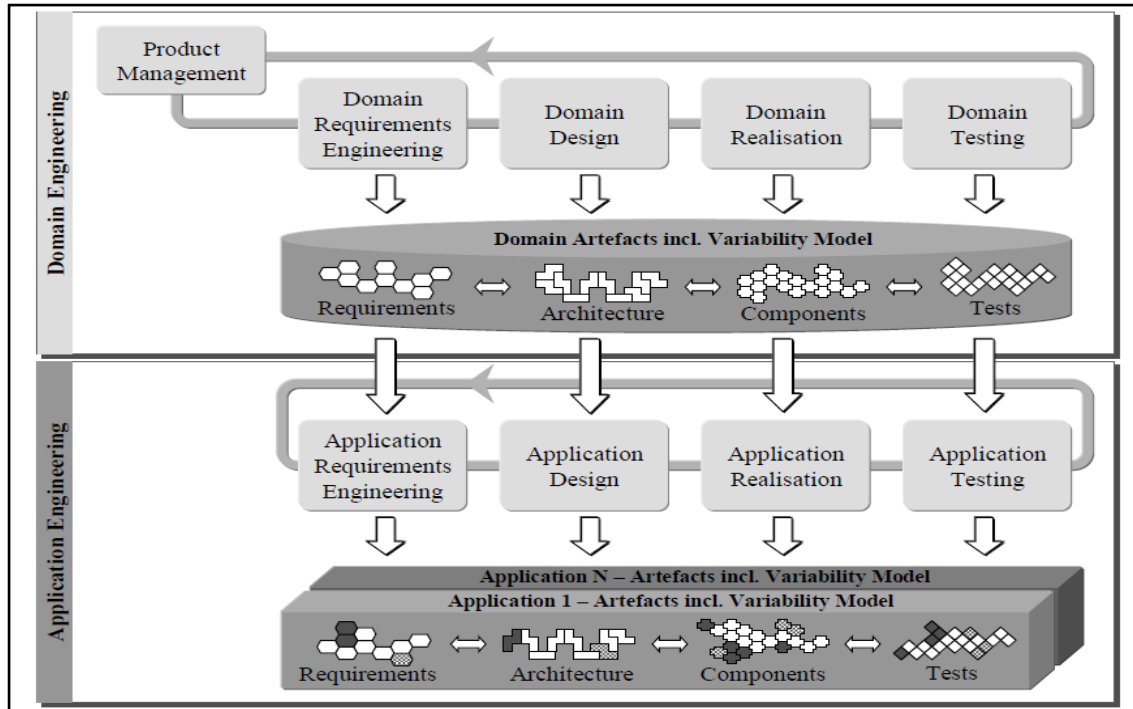 Domain Engineering
Product
Management
Domain
Requirements
Engineering
Domain
Design
Domain
Realisation
Domain
Testing
Domain Artefacts incl. Variability Model
Requirements
Architecture
Components
Tests
Application Engineering
Application
Requirements
Engineering
Application
Design
Application
Realisation
Application
Testing
Application N – Artefacts incl. Variability Model
Application 1 – Artefacts incl. Variability Model
Requirements
Architecture
Components
Tests